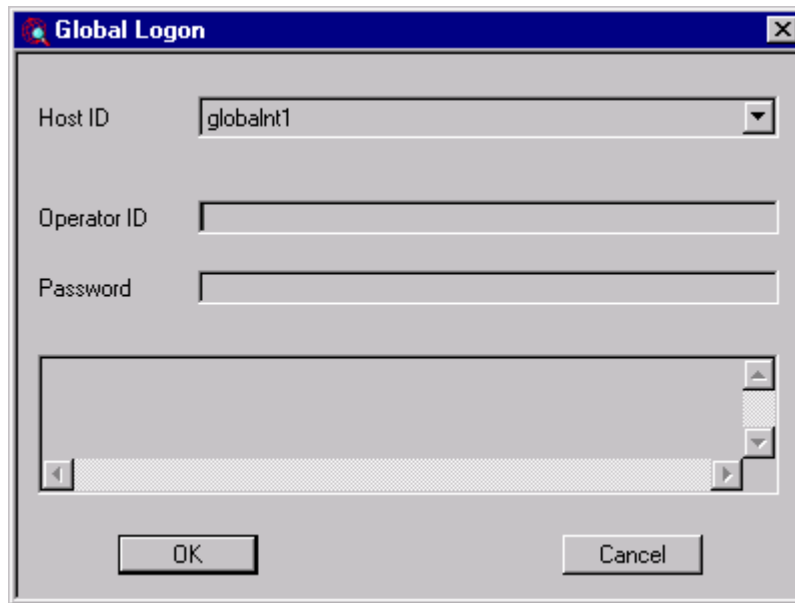 Global Logon
Host ID globalnt1
Operator ID
Password
OK Cancel